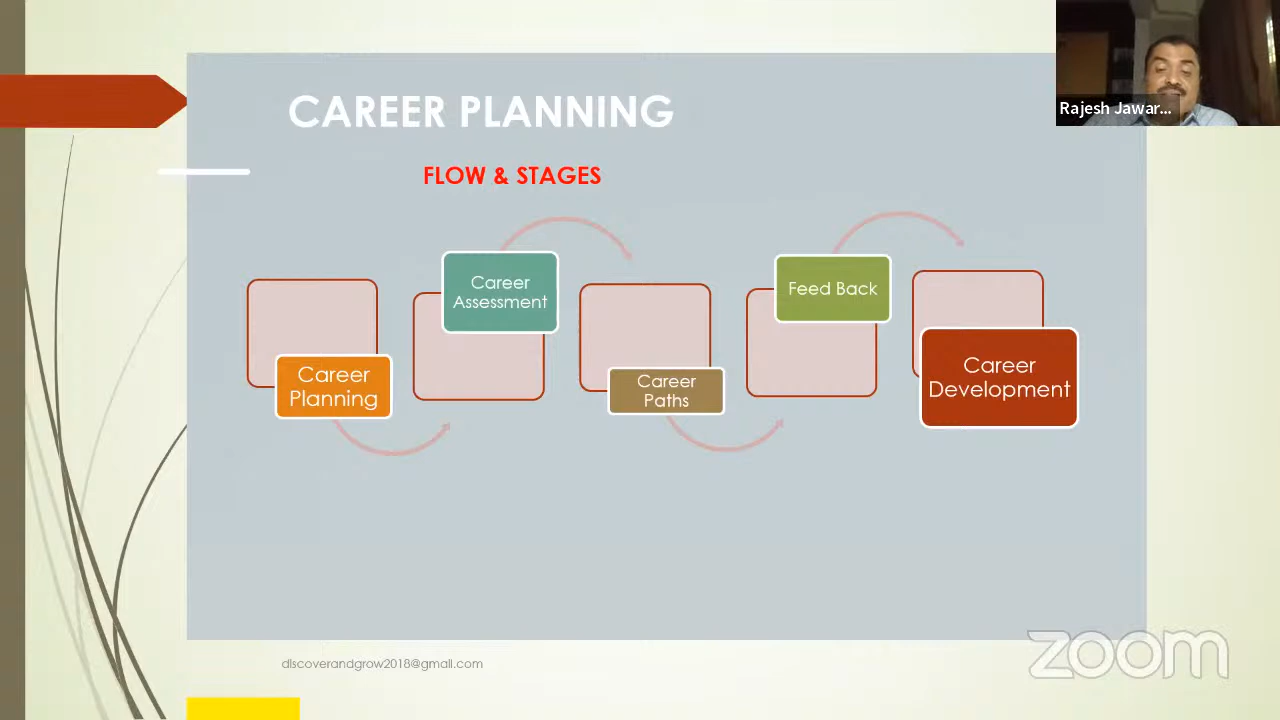 CAREER PLANNING
Rajesh Jawar...
FLOW & STAGES
Career
Planning
Career
Assessment
Career
Paths
Feed Back
Career
Development
discoverandgrow2018@gmail.com
zoom